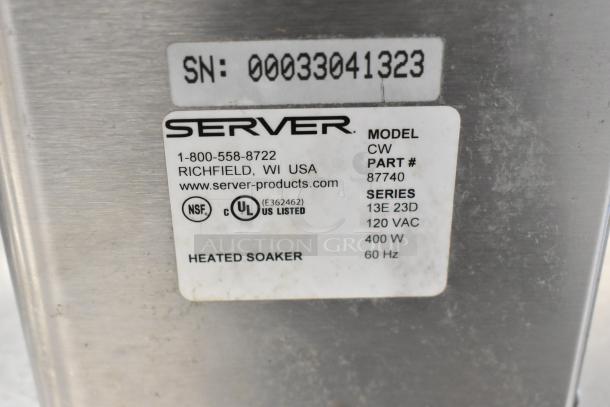 SN: 00033041323
SERVER
1-800-558-8722
RICHFIELD, WI USA
www.server-products.com
NSF
C UL US LISTED
(E362462)
HEATED SOAKER
MODEL
CW
PART #
87740
SERIES
13E 23D
120 VAC
400 W
60 Hz
AUCTION GROUP